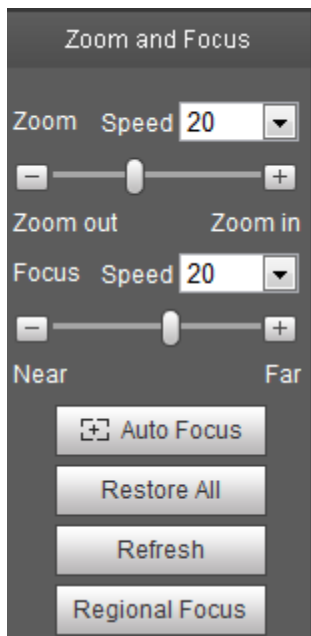 Zoom and Focus
Zoom Speed 20
Zoom out Zoom in
Focus Speed 20
Near Far
Auto Focus
Restore All
Refresh
Regional Focus